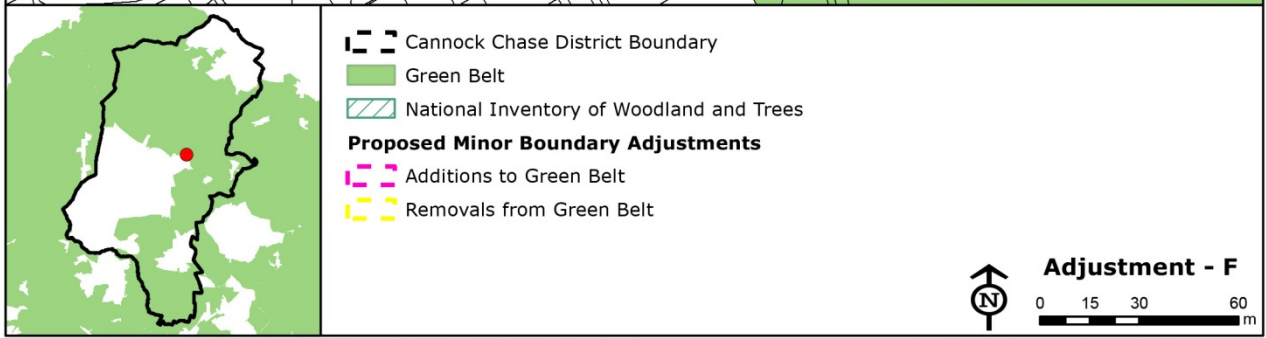 Cannock Chase District Boundary
Green Belt
National Inventory of Woodland and Trees
Proposed Minor Boundary Adjustments
Additions to Green Belt
Removals from Green Belt
Adjustment - F
N
0 15 30 60
m